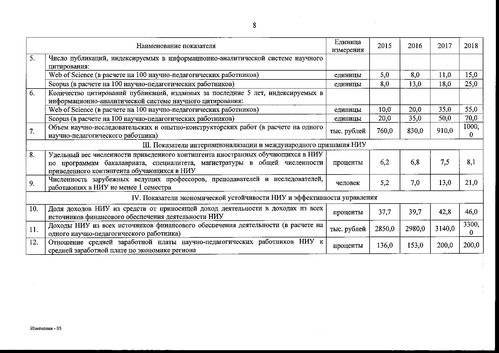 8
Наименование показателя
Единица измерения
2015
2016
2017
2018
5. Число публикаций, индексируемых в информационно-аналитической системе научного цитирования:
Web of Science (в расчете на 100 научно-педагогических работников) единицы 5,0 8,0 11,0 15,0
Scopus (в расчете на 100 научно-педагогических работников) единицы 8,0 13,0 18,0 25,0
6. Количество цитирований публикаций, изданных за последние 5 лет, индексируемых в
информационно-аналитической системе научного цитирования:
Web of Science (в расчете на 100 научно-педагогических работников) единицы 10,0 20,0 35,0 55,0
Scopus (в расчете на 100 научно-педагогических работников) единицы 20,0 35,0 50,0 70,0
7. Объем научно-исследовательских и опытно-конструкторских работ (в расчете на одного
научно-педагогического работника) тыс. рублей 760,0 830,0 910,0 1000,0
III. Показатели интернационализации и международного признания НИУ
8. Удельный вес численности приведенного контингента иностранных обучающихся в НИУ
по программам бакалавриата, специалитета, магистратуры в общей численности
приведенного контингента обучающихся в НИУ проценты 6,2 6,8 7,5 8,1
9. Численность зарубежных ведущих профессоров, преподавателей и исследователей,
работающих в НИУ не менее 1 семестра человек 5,2 7,0 13,0 21,0
IV. Показатели экономической устойчивости НИУ и эффективности управления
10. Доля доходов НИУ из средств от приносящей доход деятельности в доходах из всех
источников финансового обеспечения деятельности НИУ проценты 37,7 39,7 42,8 46,0
11. Доходы НИУ из всех источников финансового обеспечения деятельности (в расчете на
одного научно-педагогического работника) тыс. рублей 2850,0 2980,0 3140,0 3300,0
12. Отношение средней заработной платы научно-педагогических работников НИУ к
средней заработной плате по экономике региона проценты 136,0 153,0 200,0 200,0
Изменения - 05